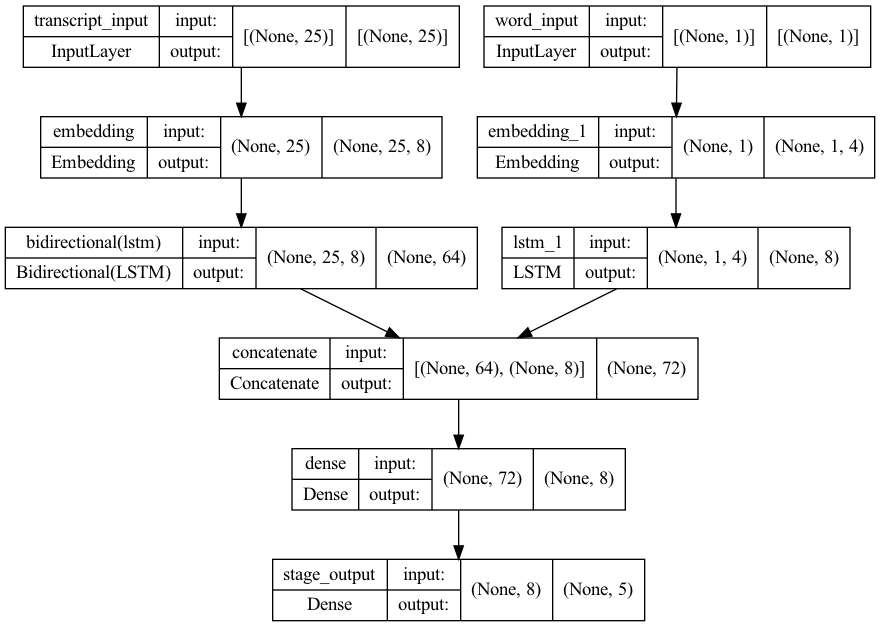 transcript_input input: [(None, 25)] [(None, 25)]
InputLayer output:
word_input input: [(None, 1)] [(None, 1)]
InputLayer output:
embedding input: (None, 25) (None, 25, 8)
Embedding output:
embedding_1 input: (None, 1) (None, 1, 4)
Embedding output:
bidirectional(lstm) input: (None, 25, 8) (None, 64)
Bidirectional(LSTM) output:
lstm_1 input: (None, 1, 4) (None, 8)
LSTM output:
concatenate input: [(None, 64), (None, 8)] (None, 72)
Concatenate output:
dense input: (None, 72) (None, 8)
Dense output:
stage_output input: (None, 8) (None, 5)
Dense output: